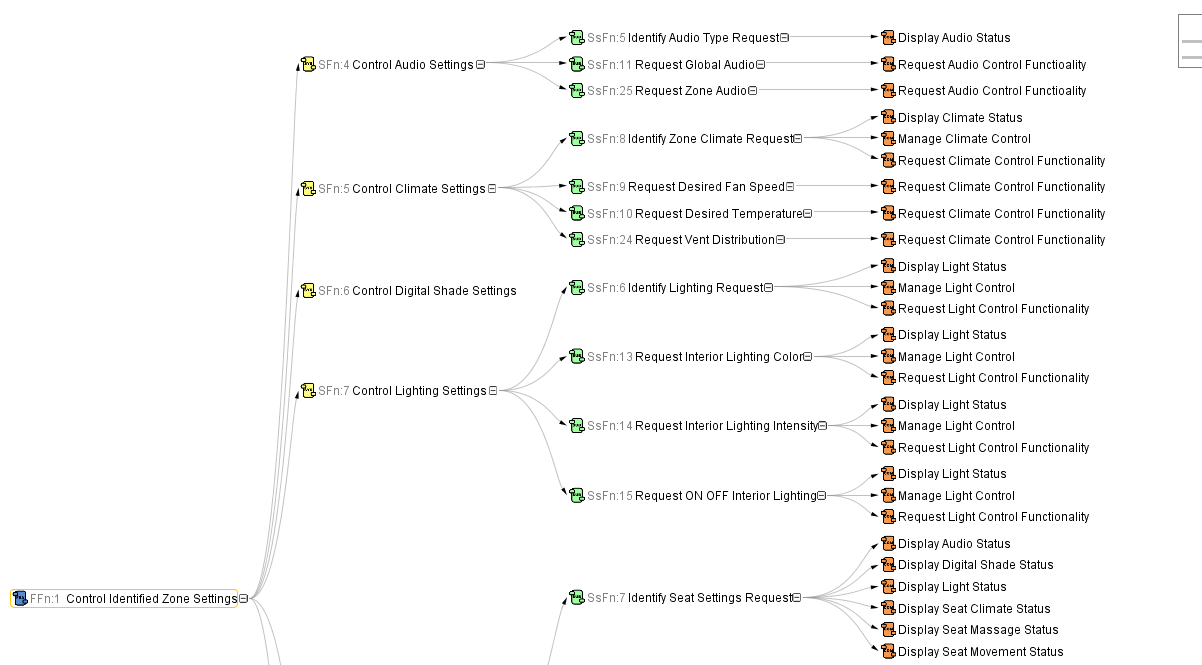 SsFn:5 Identify Audio Type Request
Display Audio Status
SFn:4 Control Audio Settings
SsFn:11 Request Global Audio
Request Audio Control Functioality
SsFn:25 Request Zone Audio
Request Audio Control Functioality
Display Climate Status
SsFn:8 Identify Zone Climate Request
Manage Climate Control
Request Climate Control Functionality
SFn:5 Control Climate Settings
SsFn:9 Request Desired Fan Speed
Request Climate Control Functionality
SsFn:10 Request Desired Temperature
Request Climate Control Functionality
SsFn:24 Request Vent Distribution
Request Climate Control Functionality
Display Light Status
SFn:6 Control Digital Shade Settings
SsFn:6 Identify Lighting Request
Manage Light Control
Request Light Control Functionality
Display Light Status
SsFn:13 Request Interior Lighting Color
Manage Light Control
Request Light Control Functionality
SFn:7 Control Lighting Settings
Display Light Status
SsFn:14 Request Interior Lighting Intensity
Manage Light Control
Request Light Control Functionality
Display Light Status
SsFn:15 Request ON OFF Interior Lighting
Manage Light Control
Request Light Control Functionality
Display Audio Status
Display Digital Shade Status
Display Light Status
FFn:1 Control Identified Zone Settings
SsFn:7 Identify Seat Settings Request
Display Seat Climate Status
Display Seat Massage Status
Display Seat Movement Status